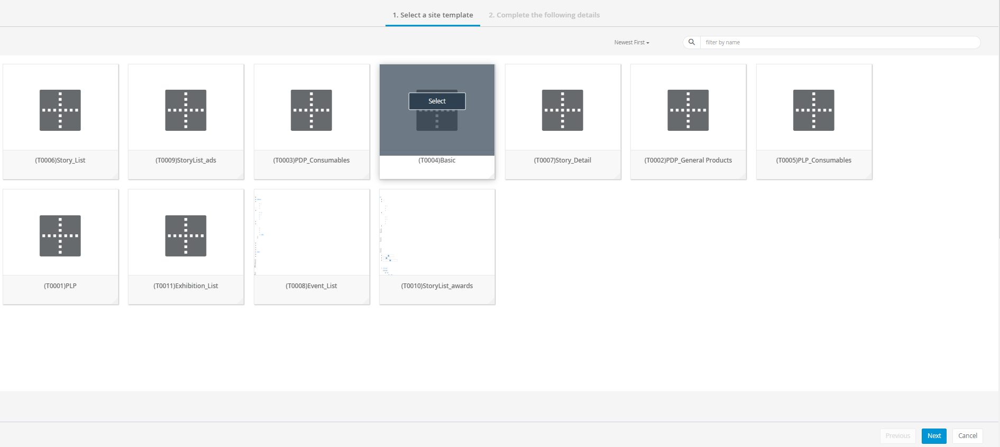 1. Select a site template
2. Complete the following details
Newest First
filter by name
Select
(T0006)Story_List
(T0009)StoryList_ads
(T0003)PDP_Consumables
(T0004)Basic
(T0007)Story_Detail
(T0002)PDP_General Products
(T0005)PLP_Consumables
(T0001)PLP
(T0011)Exhibition_List
(T0008)Event_List
(T0010)StoryList_awards
Previous
Next
Cancel